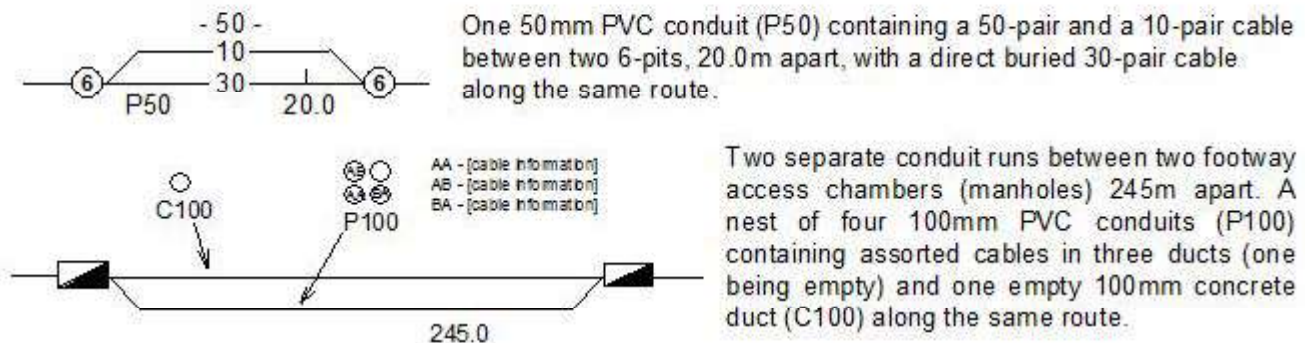 - 50 -
10
6 30 6
P50 20.0
One 50mm PVC conduit (P50) containing a 50-pair and a 10-pair cable
between two 6-pits, 20.0m apart, with a direct buried 30-pair cable
along the same route.
C100
AB
AA BA
P100
AA - [cable information]
AB - [cable information]
BA - [cable information]
245.0
Two separate conduit runs between two footway
access chambers (manholes) 245m apart. A
nest of four 100mm PVC conduits (P100)
containing assorted cables in three ducts (one
being empty) and one empty 100mm concrete
duct (C100) along the same route.